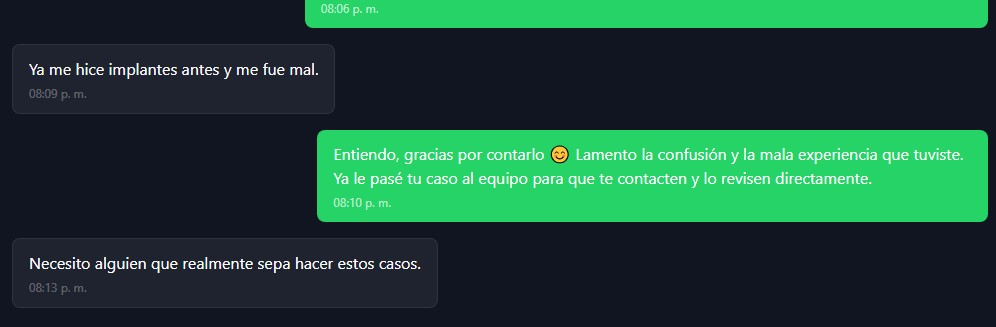 08:06 p. m.
Ya me hice implantes antes y me fue mal.
08:09 p. m.
Entiendo, gracias por contarlo 😊 Lamento la confusión y la mala experiencia que tuviste.
Ya le pasé tu caso al equipo para que te contacten y lo revisen directamente.
08:10 p. m.
Necesito alguien que realmente sepa hacer estos casos.
08:13 p. m.